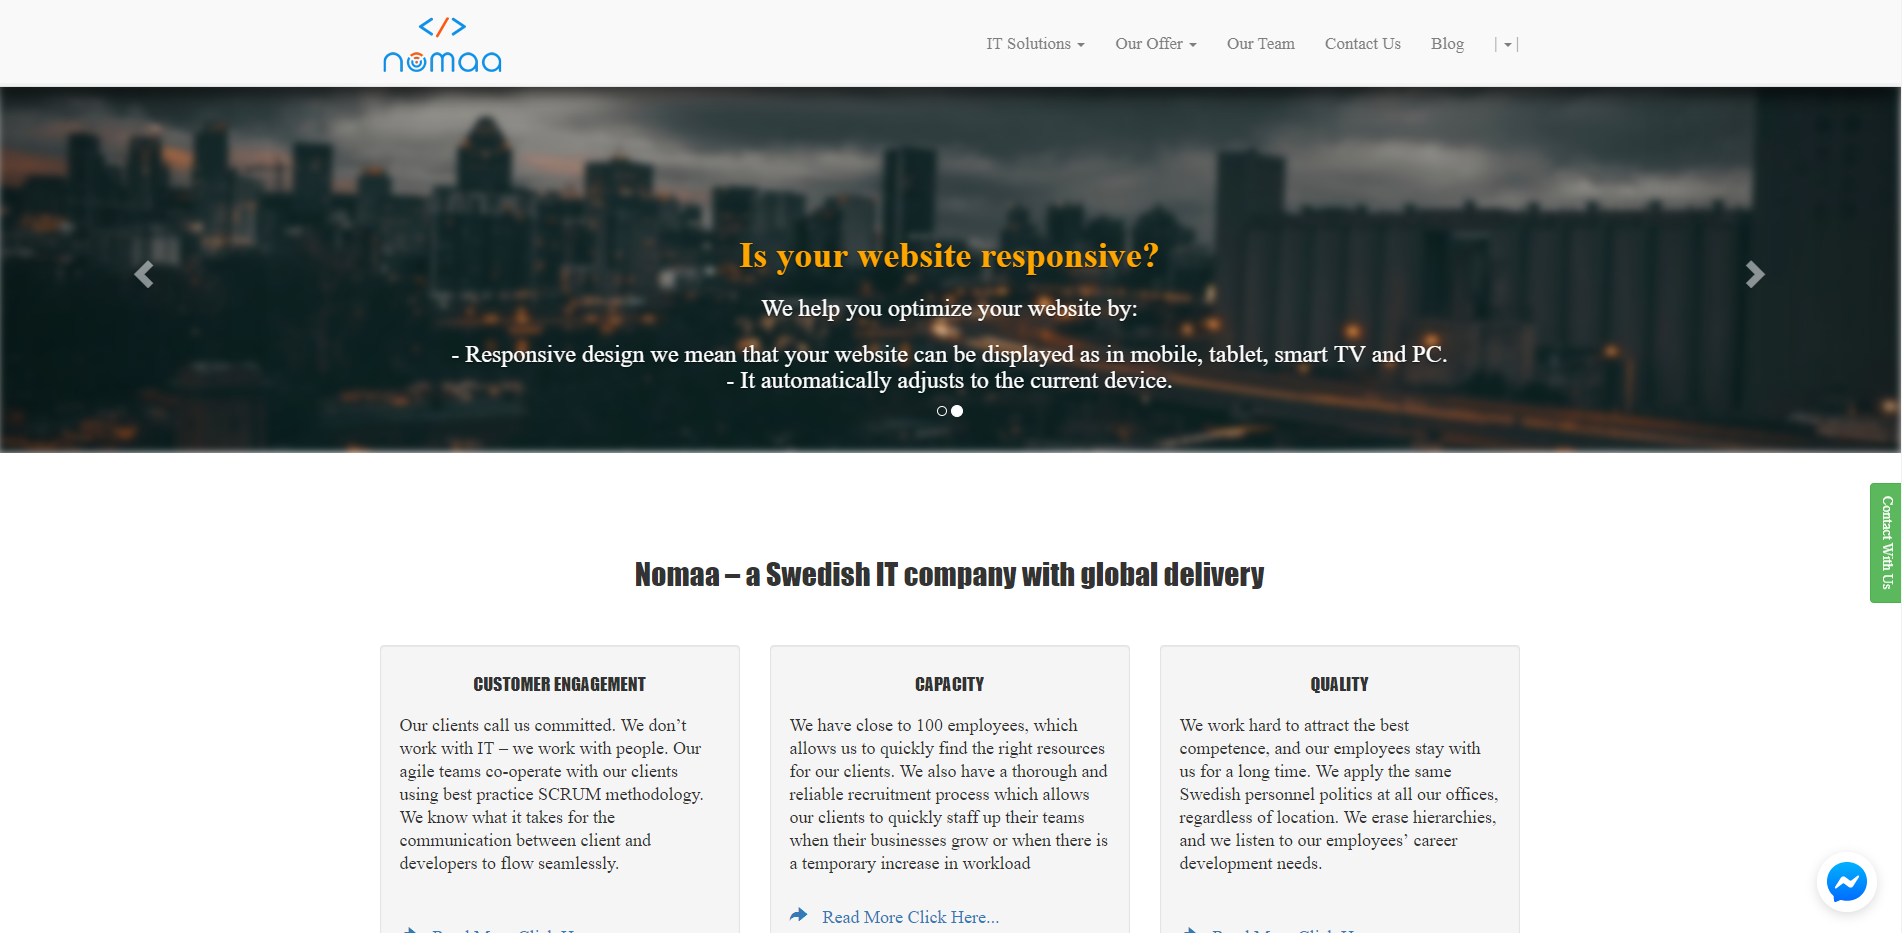 </>
nomaa
IT Solutions
Our Offer
Our Team
Contact Us
Blog
| |
Is your website responsive?
We help you optimize your website by:
- Responsive design we mean that your website can be displayed as in mobile, tablet, smart TV and PC.
- It automatically adjusts to the current device.
Contact With Us
Nomaa – a Swedish IT company with global delivery
CUSTOMER ENGAGEMENT
Our clients call us committed. We don’t
work with IT – we work with people. Our
agile teams co-operate with our clients
using best practice SCRUM methodology.
We know what it takes for the
communication between client and
developers to flow seamlessly.
CAPACITY
We have close to 100 employees, which
allows us to quickly find the right resources
for our clients. We also have a thorough and
reliable recruitment process which allows
our clients to quickly staff up their teams
when their businesses grow or when there is
a temporary increase in workload
Read More Click Here...
QUALITY
We work hard to attract the best
competence, and our employees stay with
us for a long time. We apply the same
Swedish personnel politics at all our offices,
regardless of location. We erase hierarchies,
and we listen to our employees’ career
development needs.